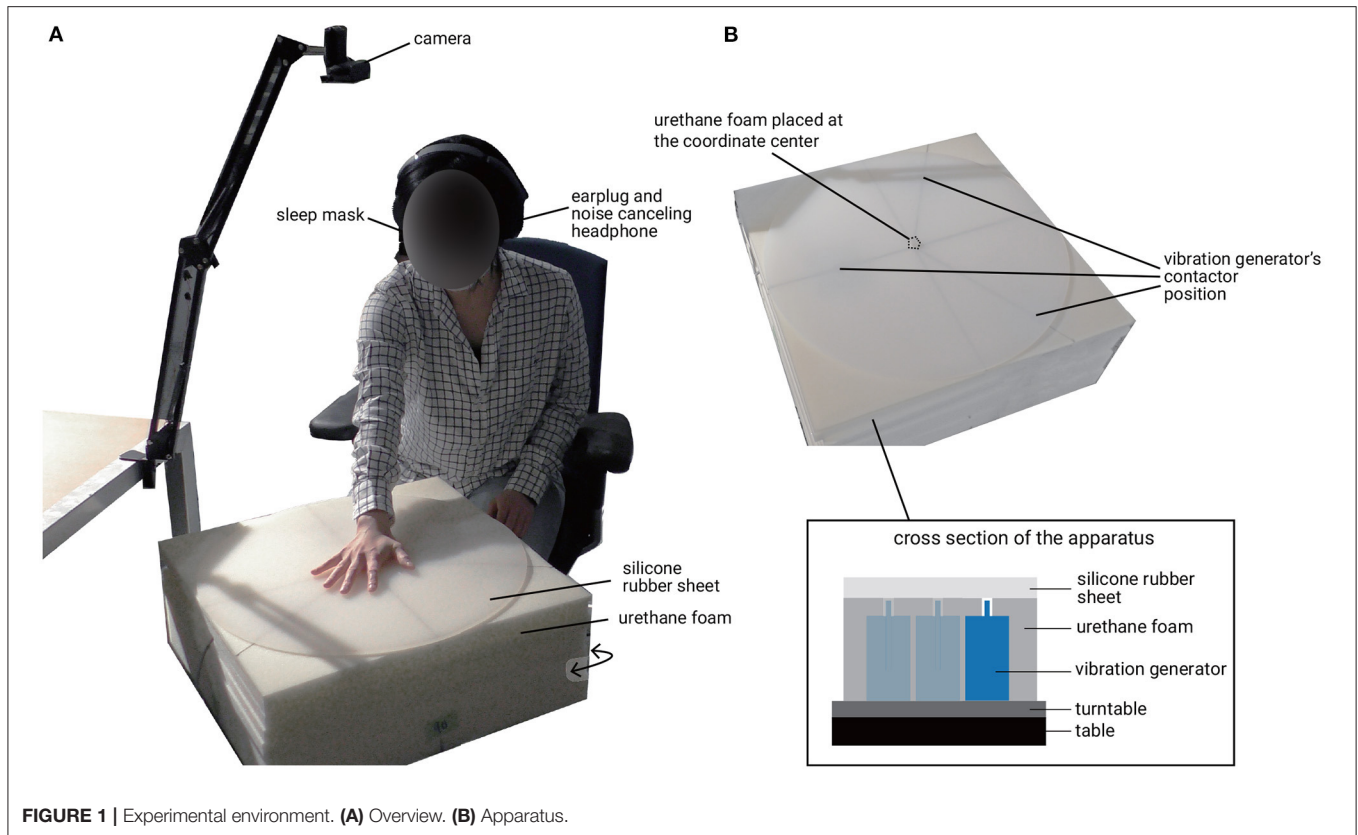 A
camera
sleep mask
earplug and
noise canceling
headphone
silicone
rubber sheet
urethane foam
B
urethane foam placed at
the coordinate center
vibration generator's
contactor
position
cross section of the apparatus
silicone rubber
sheet
urethane foam
vibration generator
turntable
table
FIGURE 1 | Experimental environment. (A) Overview. (B) Apparatus.